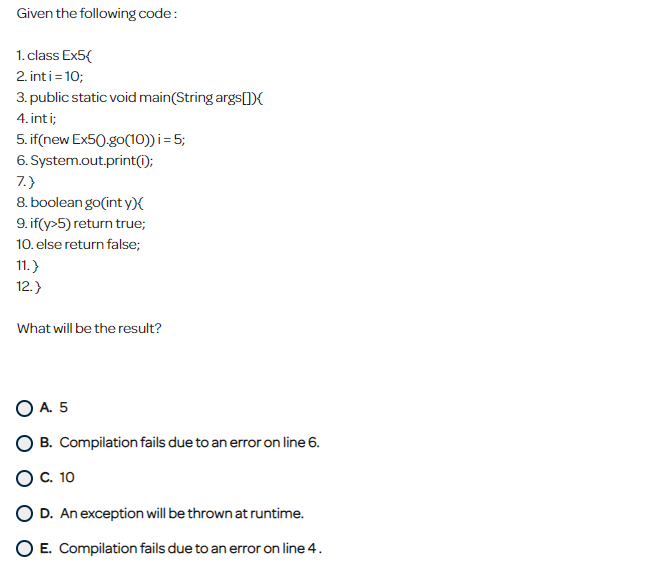 Given the following code :
1. class Ex5{
2. int i = 10;
3. public static void main(String args[]){
4. int i;
5. if(new Ex5().go(10)) i = 5;
6. System.out.print(i);
7. }
8. boolean go(int y){
9. if(y>5) return true;
10. else return false;
11. }
12. }
What will be the result?
A. 5
B. Compilation fails due to an error on line 6.
C. 10
D. An exception will be thrown at runtime.
E. Compilation fails due to an error on line 4 .